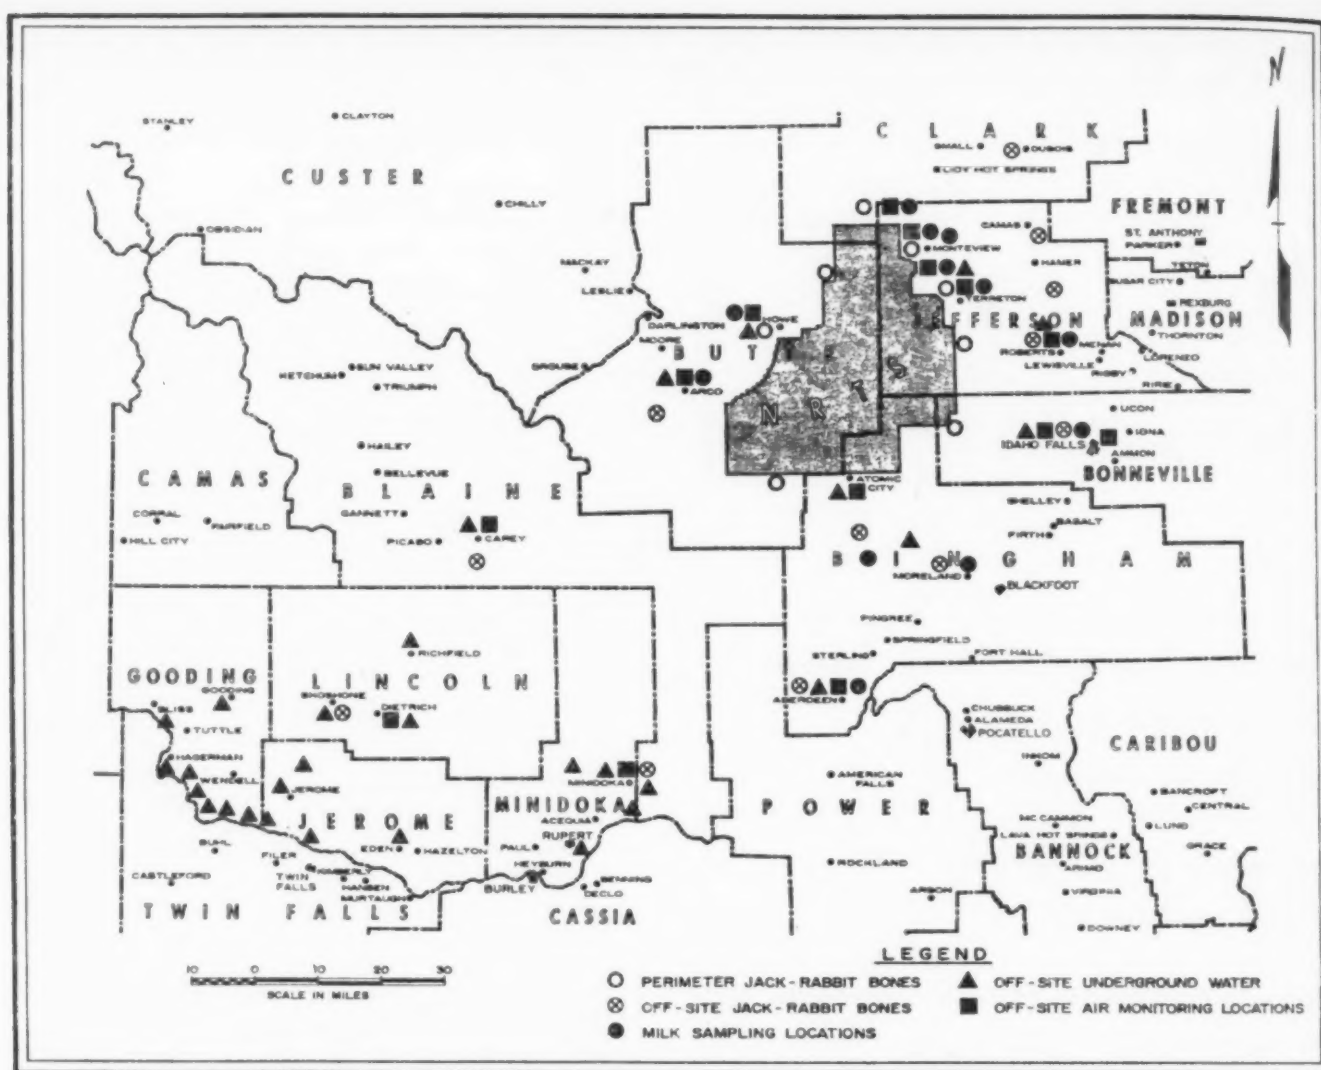 N
CLARK
STANLEY
CLAYTON
SMALL
DUBOIS
LIDY HOT SPRINGS
CUSTER
CHILLY
FREMONT
CAMAS
ST. ANTHONY
PARKER
OBSIDIAN
MONTEVIEW
HAMER
TETON
MACKAY
SUGAR CITY
LESLIE
TERRETON
REXBURG
DARLINGTON
HOWE
JEFFERSON
MADISON
MOORE
BUTTE
THORNTON
ROBERTS
MENAN
LORENZO
SUN VALLEY
GROUSE
LEWISVILLE
RIGBY
KETCHUM
TRIUMPH
ARCO
RIRIE
NRTS
UCON
IONA
IDAHO FALLS
HAILEY
AMMON
BELLEVUE
BONNEVILLE
CAMAS
BLAINE
ATOMIC CITY
SHELLEY
GANNETT
CORRAL
FAIRFIELD
BASALT
HILL CITY
PICABO
CAREY
FIRTH
BINGHAM
MORELAND
BLACKFOOT
PINGREE
RICHFIELD
SPRINGFIELD
STERLING
FORT HALL
GOODING
LINCOLN
GOODING
SHOSHONE
ABERDEEN
BLISS
DIETRICH
CHUBBUCK
TUTTLE
ALAMEDA
POCATELLO
CARIBOU
HAGERMAN
INKOM
WENDELL
MINIDOKA
AMERICAN FALLS
JEROME
BANCROFT
MINIDOKA
POWER
CENTRAL
JEROME
ACEQUIA
MC CAMMON
LUND
LAVA HOT SPRINGS
BUHL
EDEN
HAZELTON
PAUL
RUPERT
BANNOCK
GRACE
FILER
TWIN FALLS
KIMBERLY
HEYBURN
ROCKLAND
ARIMO
CASTLEFORD
HANSEN
BURLEY
DECLO
ARBON
VIRGINIA
MURTAUGH
TWIN FALLS
CASSIA
DOWNEY
LEGEND
10 0 10 20 30
SCALE IN MILES
PERIMETER JACK-RABBIT BONES
OFF-SITE UNDERGROUND WATER
OFF-SITE JACK-RABBIT BONES
OFF-SITE AIR MONITORING LOCATIONS
MILK SAMPLING LOCATIONS